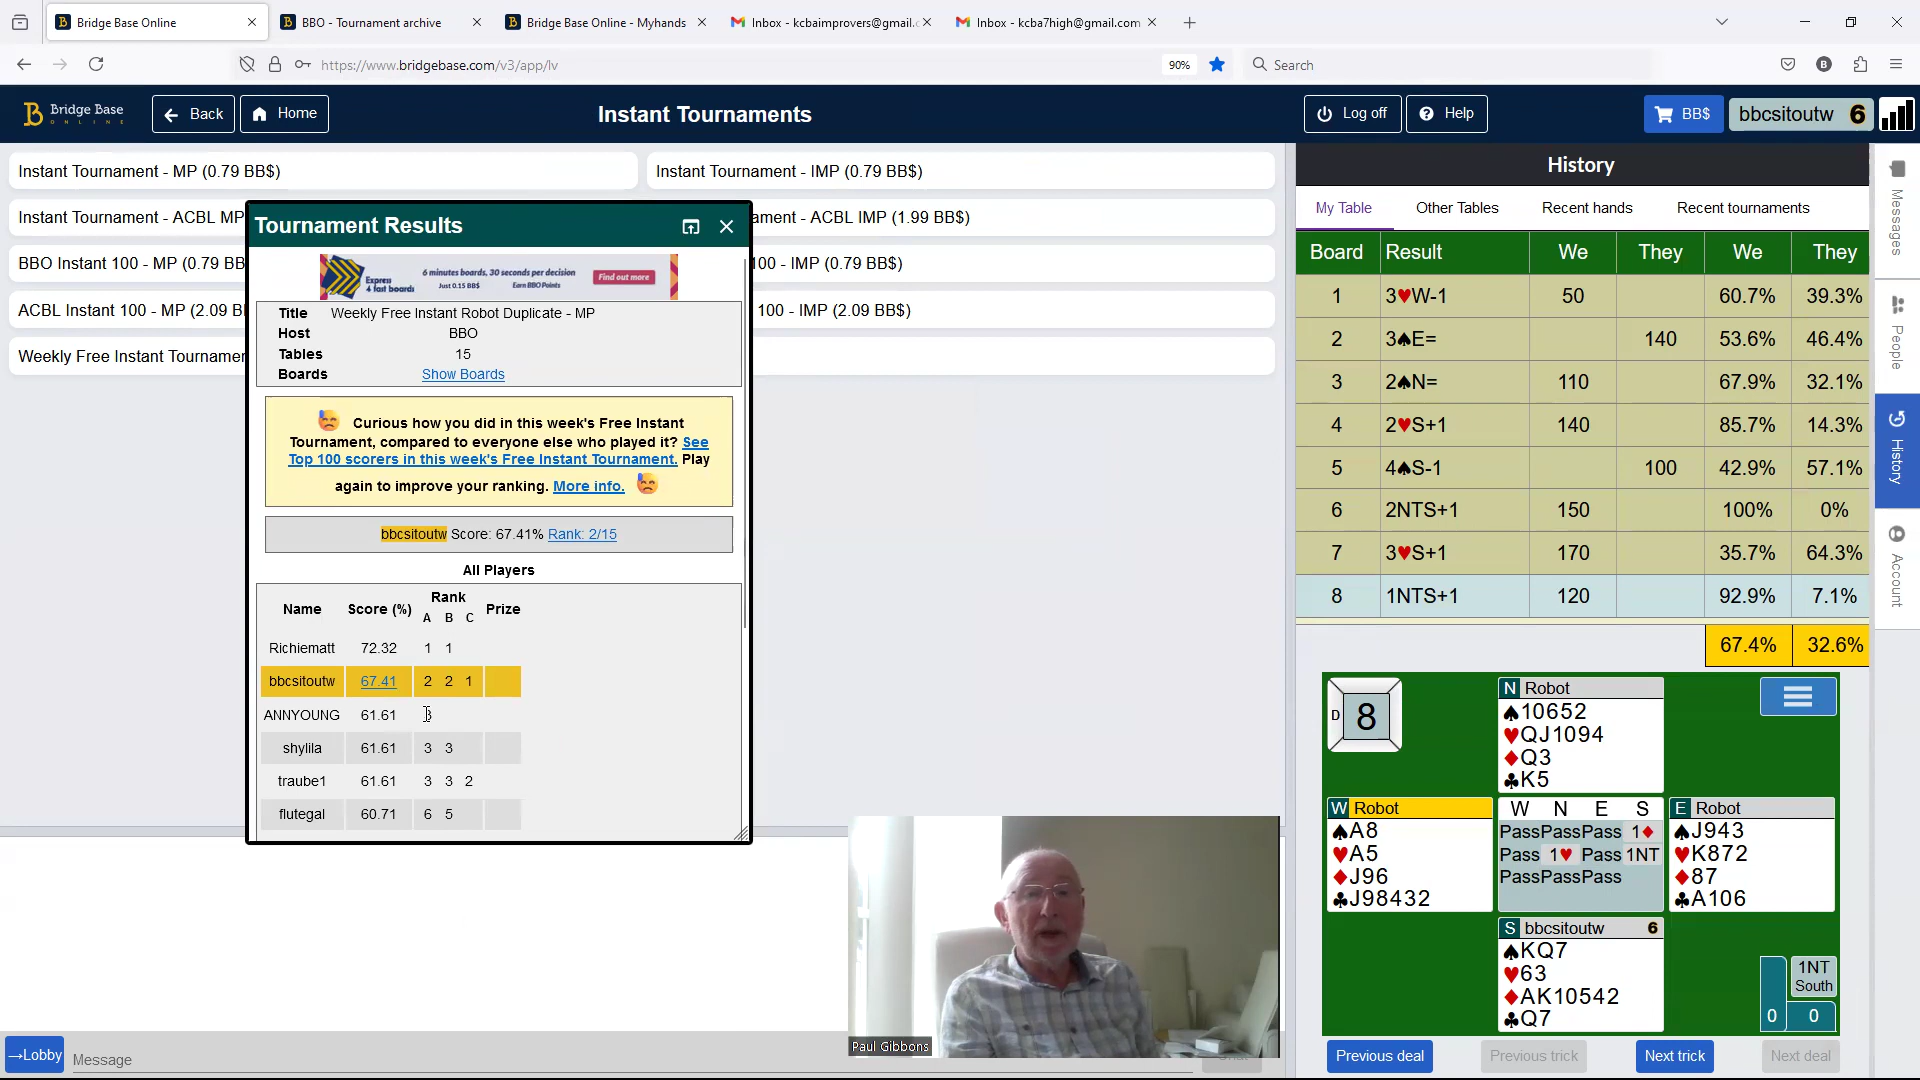 Bridge Base Online
BBO - Tournament archive
Bridge Base Online - Myhands
Inbox - kcbaimprovers@gmail.c
Inbox - kcba7high@gmail.com
https://www.bridgebase.com/v3/app/lv
90%
Search
Bridge Base
ONLINE
Back
Home
Instant Tournaments
Log off
Help
BB$
bbcsitoutw 6
Instant Tournament - MP (0.79 BB$)
Instant Tournament - IMP (0.79 BB$)
Instant Tournament - ACBL MP
ament - ACBL IMP (1.99 BB$)
BBO Instant 100 - MP (0.79 BB
100 - IMP (0.79 BB$)
ACBL Instant 100 - MP (2.09 B
100 - IMP (2.09 BB$)
Weekly Free Instant Tournamer
Tournament Results
Express
4 fast boards
6 minutes boards, 30 seconds per decision
Just 0.15 BB$
Earn BBO Points
Find out more
Title Weekly Free Instant Robot Duplicate - MP
Host BBO
Tables 15
Boards Show Boards
Curious how you did in this week's Free Instant
Tournament, compared to everyone else who played it? See
Top 100 scorers in this week's Free Instant Tournament. Play
again to improve your ranking. More info.
bbcsitoutw Score: 67.41% Rank: 2/15
All Players
Name Score (%) Rank Prize
A B C
Richiematt 72.32 1 1
bbcsitoutw 67.41 2 2 1
ANNYOUNG 61.61 3
shylila 61.61 3 3
traube1 61.61 3 3 2
flutegal 60.71 6 5
History
My Table Other Tables Recent hands Recent tournaments
Board Result We They We They
1 3♥W-1 50 60.7% 39.3%
2 3♠E= 140 53.6% 46.4%
3 2♠N= 110 67.9% 32.1%
4 2♥S+1 140 85.7% 14.3%
5 4♠S-1 100 42.9% 57.1%
6 2NTS+1 150 100% 0%
7 3♥S+1 170 35.7% 64.3%
8 1NTS+1 120 92.9% 7.1%
67.4% 32.6%
D 8
N Robot
♠10652
♥QJ1094
♦Q3
♣K5
W Robot
♠A8
♥A5
♦J96
♣J98432
W N E S
Pass Pass Pass 1♦
Pass 1♥ Pass 1NT
Pass Pass Pass
E Robot
♠J943
♥K872
♦87
♣A106
S bbcsitoutw 6
♠KQ7
♥63
♦AK10542
♣Q7
1NT
South
0 0
Previous deal
Previous trick
Next trick
Next deal
Messages
People
History
Account
→Lobby
Message
Paul Gibbons